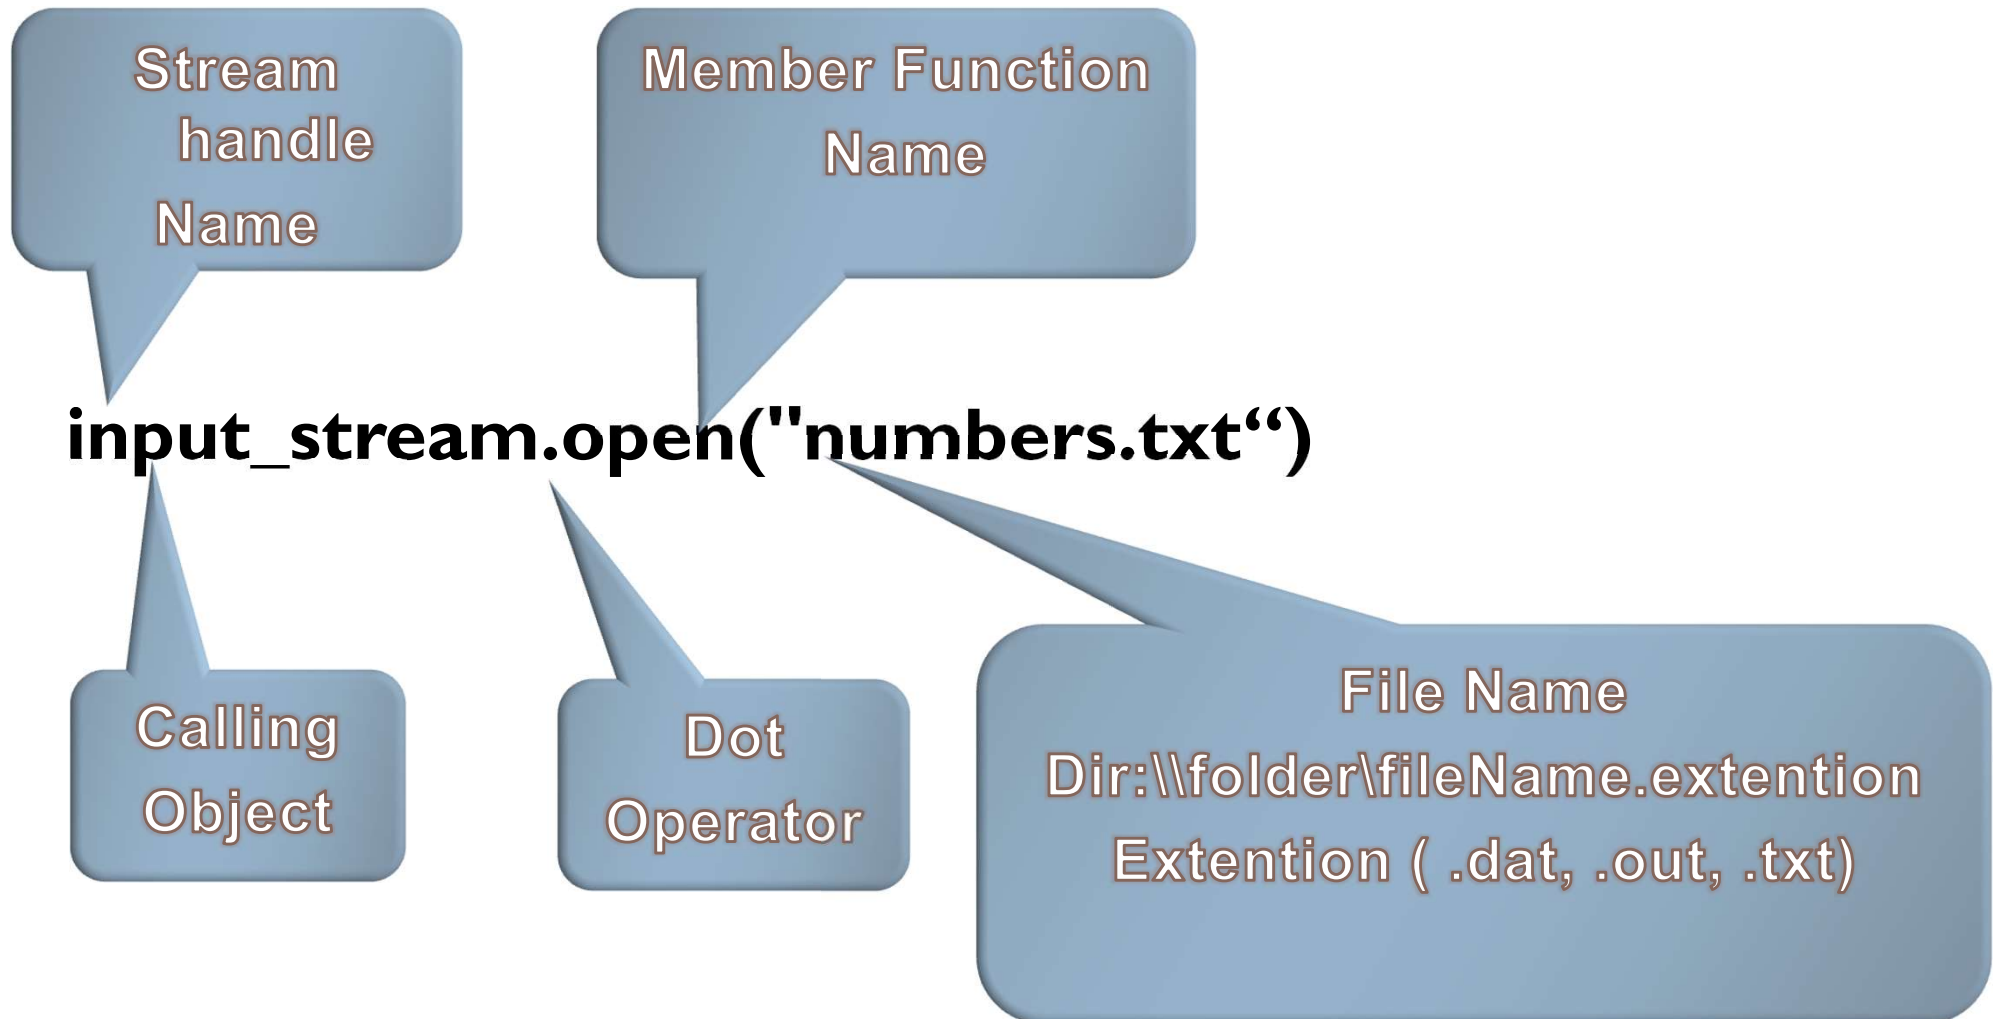 Stream
handle
Name
Member Function
Name
input_stream.open("numbers.txt“)
Calling
Object
Dot
Operator
File Name
Dir:\\folder\fileName.extention
Extention ( .dat, .out, .txt)